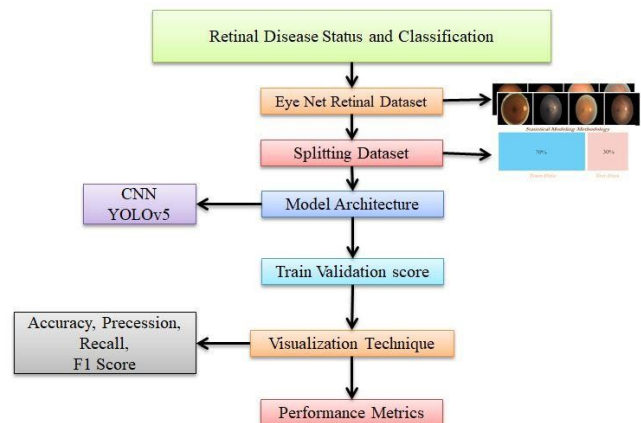 Retinal Disease Status and Classification
Eye Net Retinal Dataset
Statistical Modeling Methodology
Splitting Dataset
70%
30%
CNN
YOLOv5
Model Architecture
Train Validation score
Accuracy, Precession,
Recall,
F1 Score
Visualization Technique
Performance Metrics